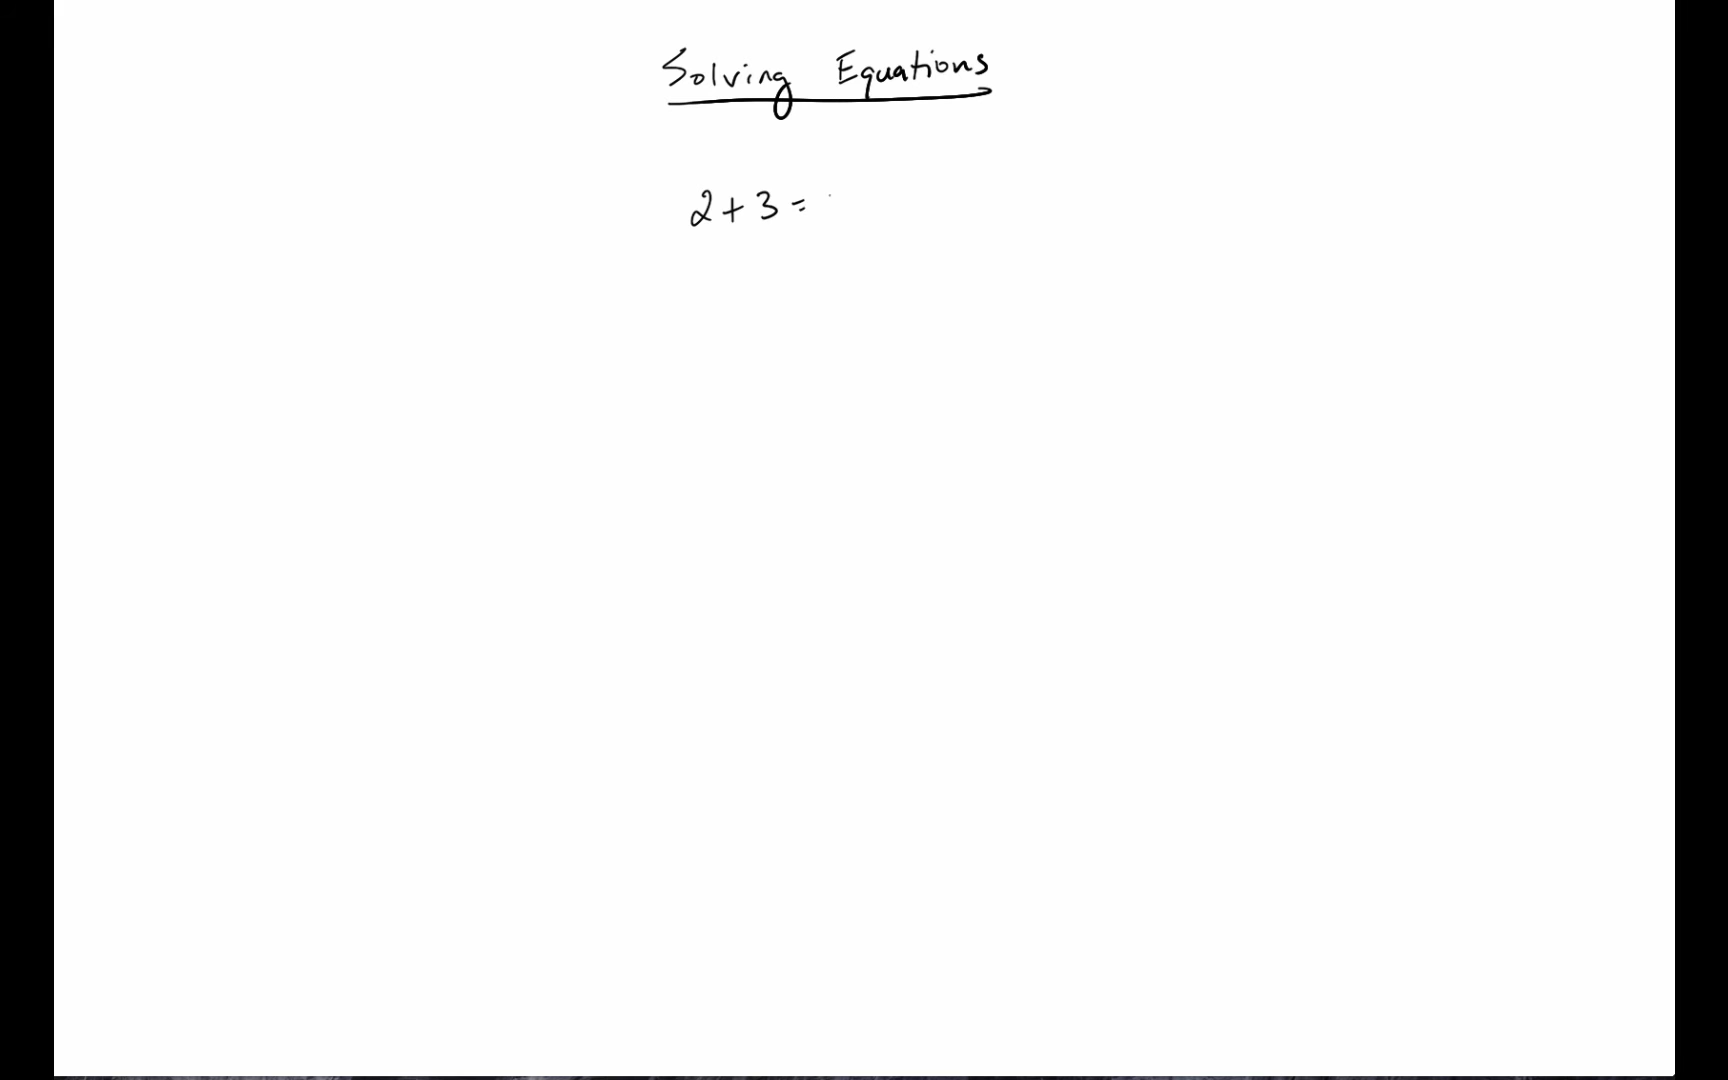 Solving Equations
2 + 3 =